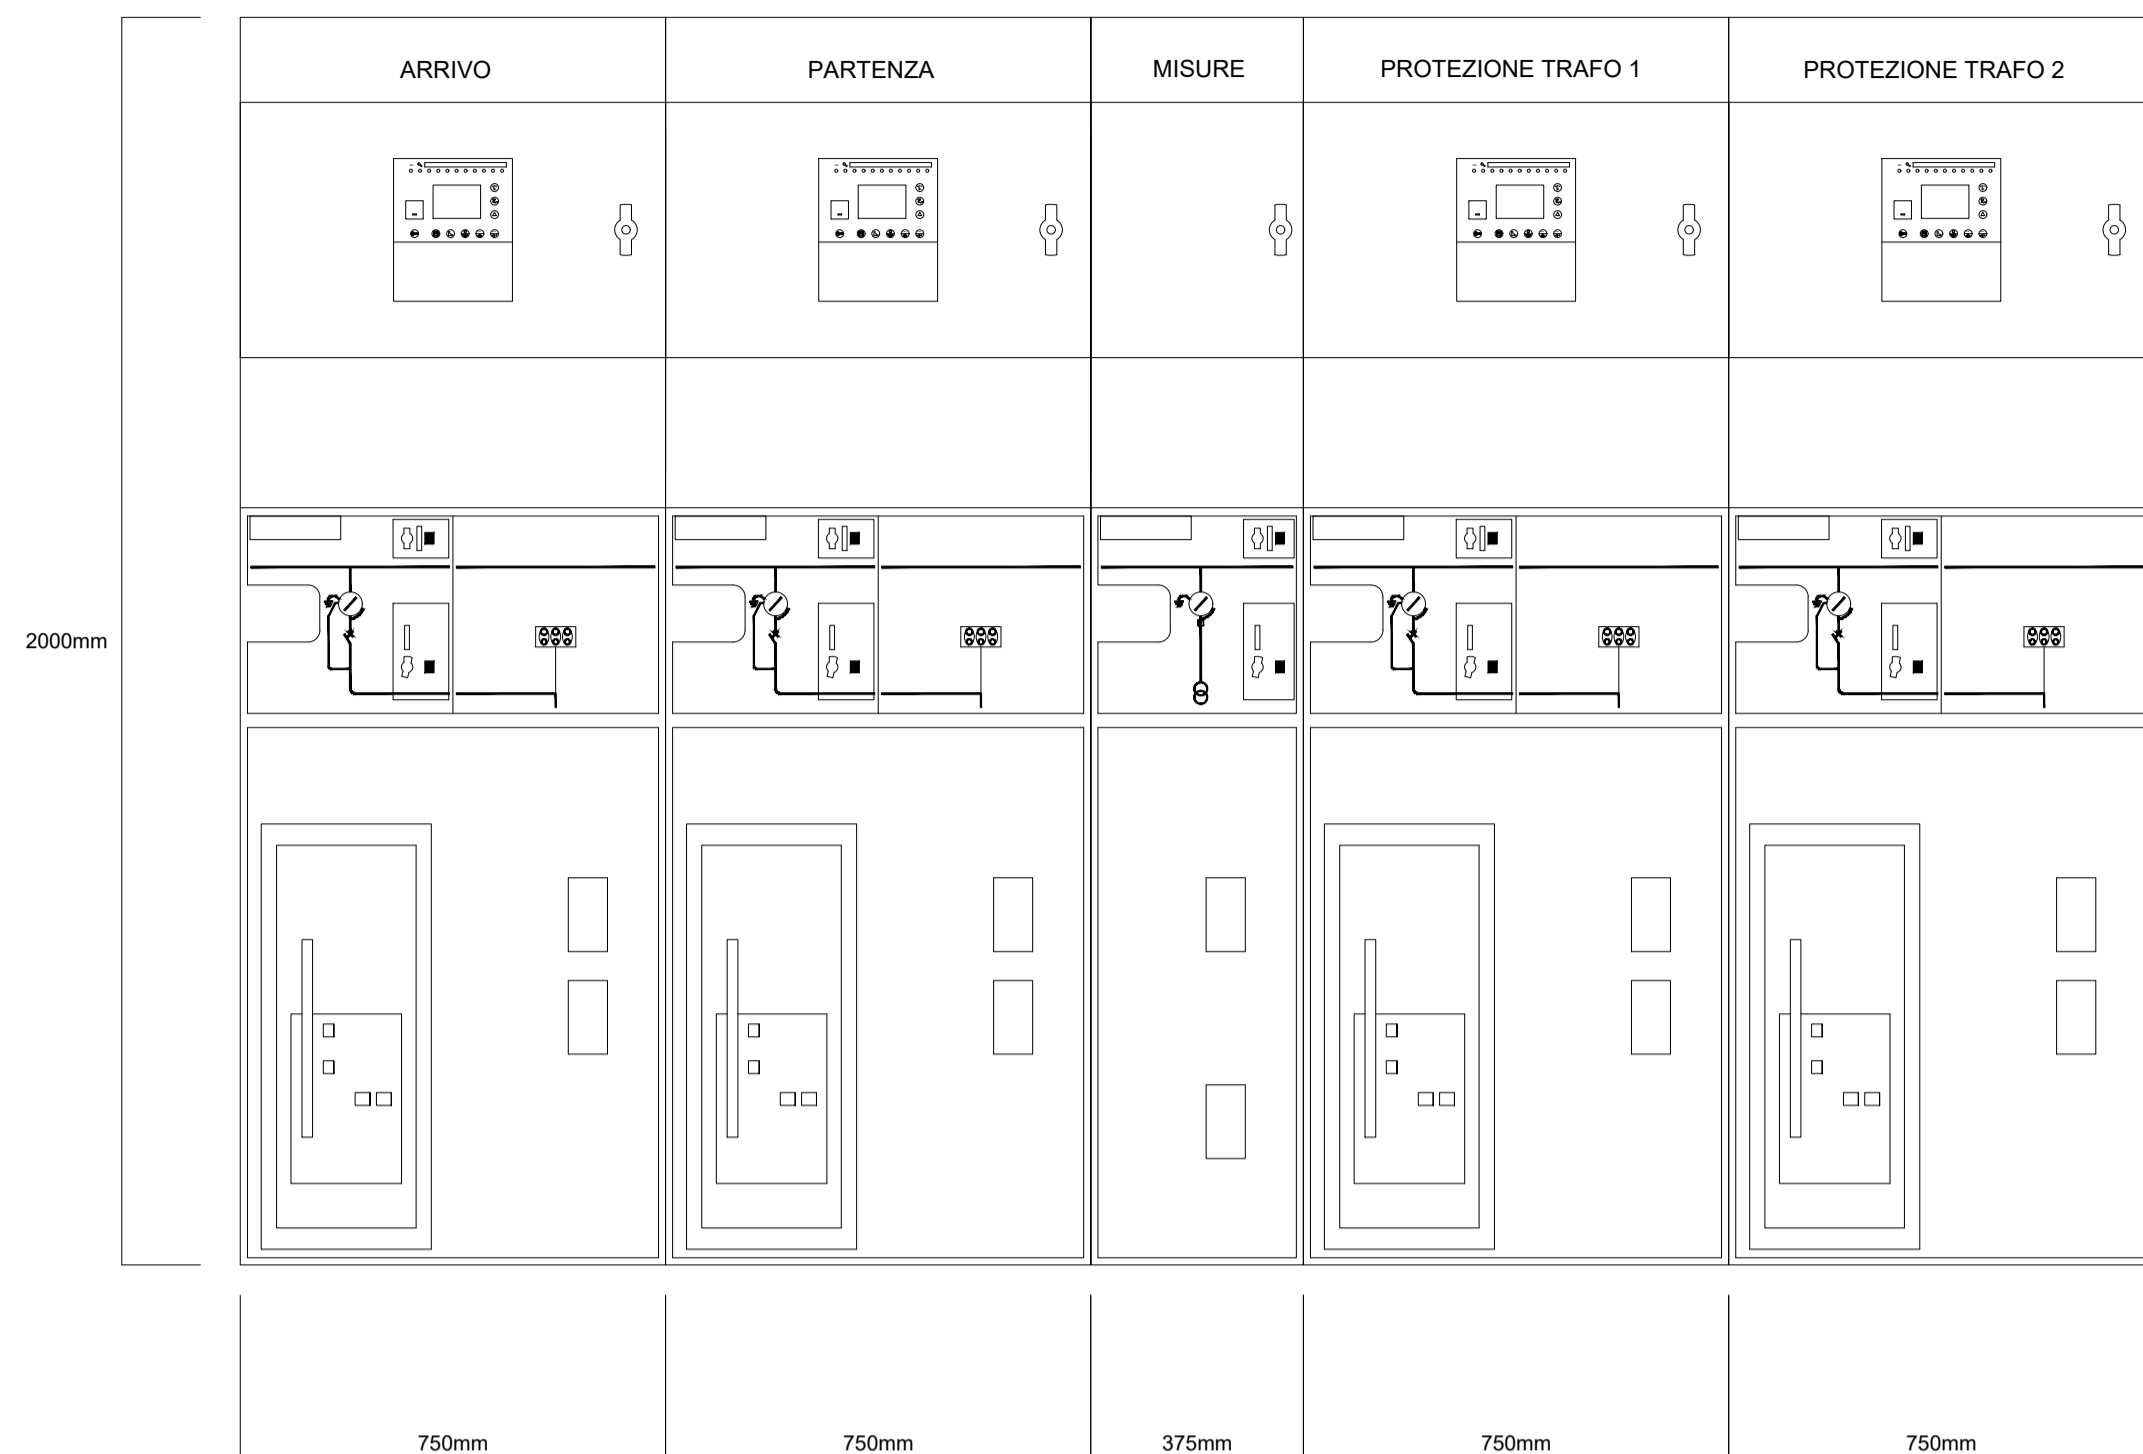 ARRIVO
PARTENZA
MISURE
PROTEZIONE TRAFO 1
PROTEZIONE TRAFO 2
2000mm
750mm
750mm
375mm
750mm
750mm